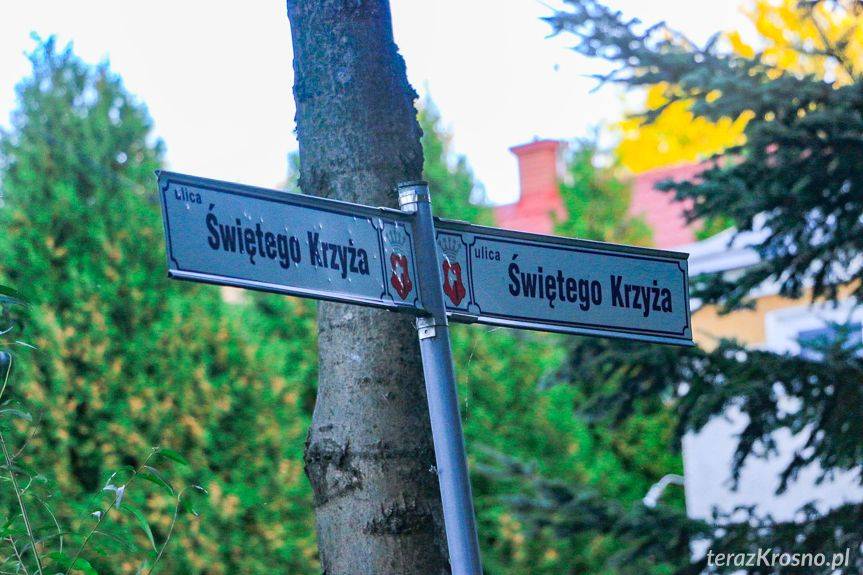 ulica
Świętego Krzyża
ulica
Świętego Krzyża
terazKrosno.pl